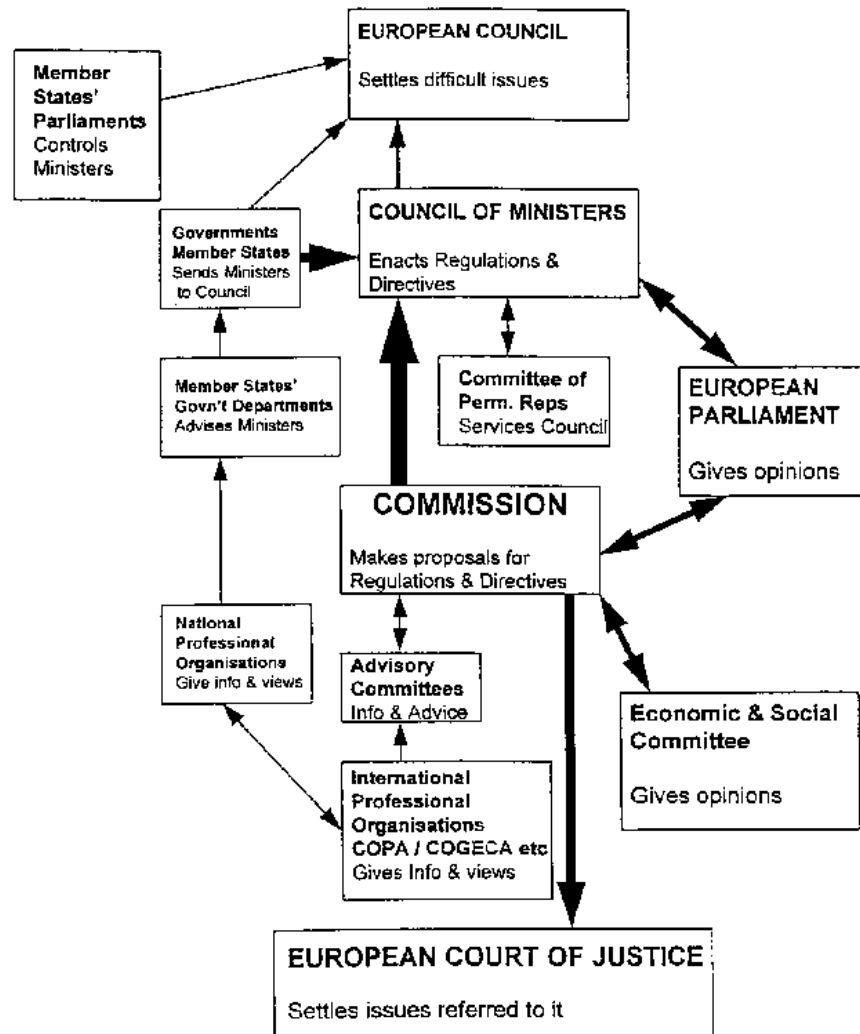 EUROPEAN COUNCIL
Settles difficult issues
Member
States'
Parliaments
Controls
Ministers
COUNCIL OF MINISTERS
Enacts Regulations &
Directives
Governments
Member States
Sends Ministers
to Council
Member States'
Govn't Departments
Advises Ministers
Committee of
Perm. Reps
Services Council
EUROPEAN
PARLIAMENT
Gives opinions
COMMISSION
Makes proposals for
Regulations & Directives
National
Professional
Organisations
Give info & views
Advisory
Committees
Info & Advice
Economic & Social
Committee
Gives opinions
International
Professional
Organisations
COPA / COGECA etc
Gives Info & views
EUROPEAN COURT OF JUSTICE
Settles issues referred to it